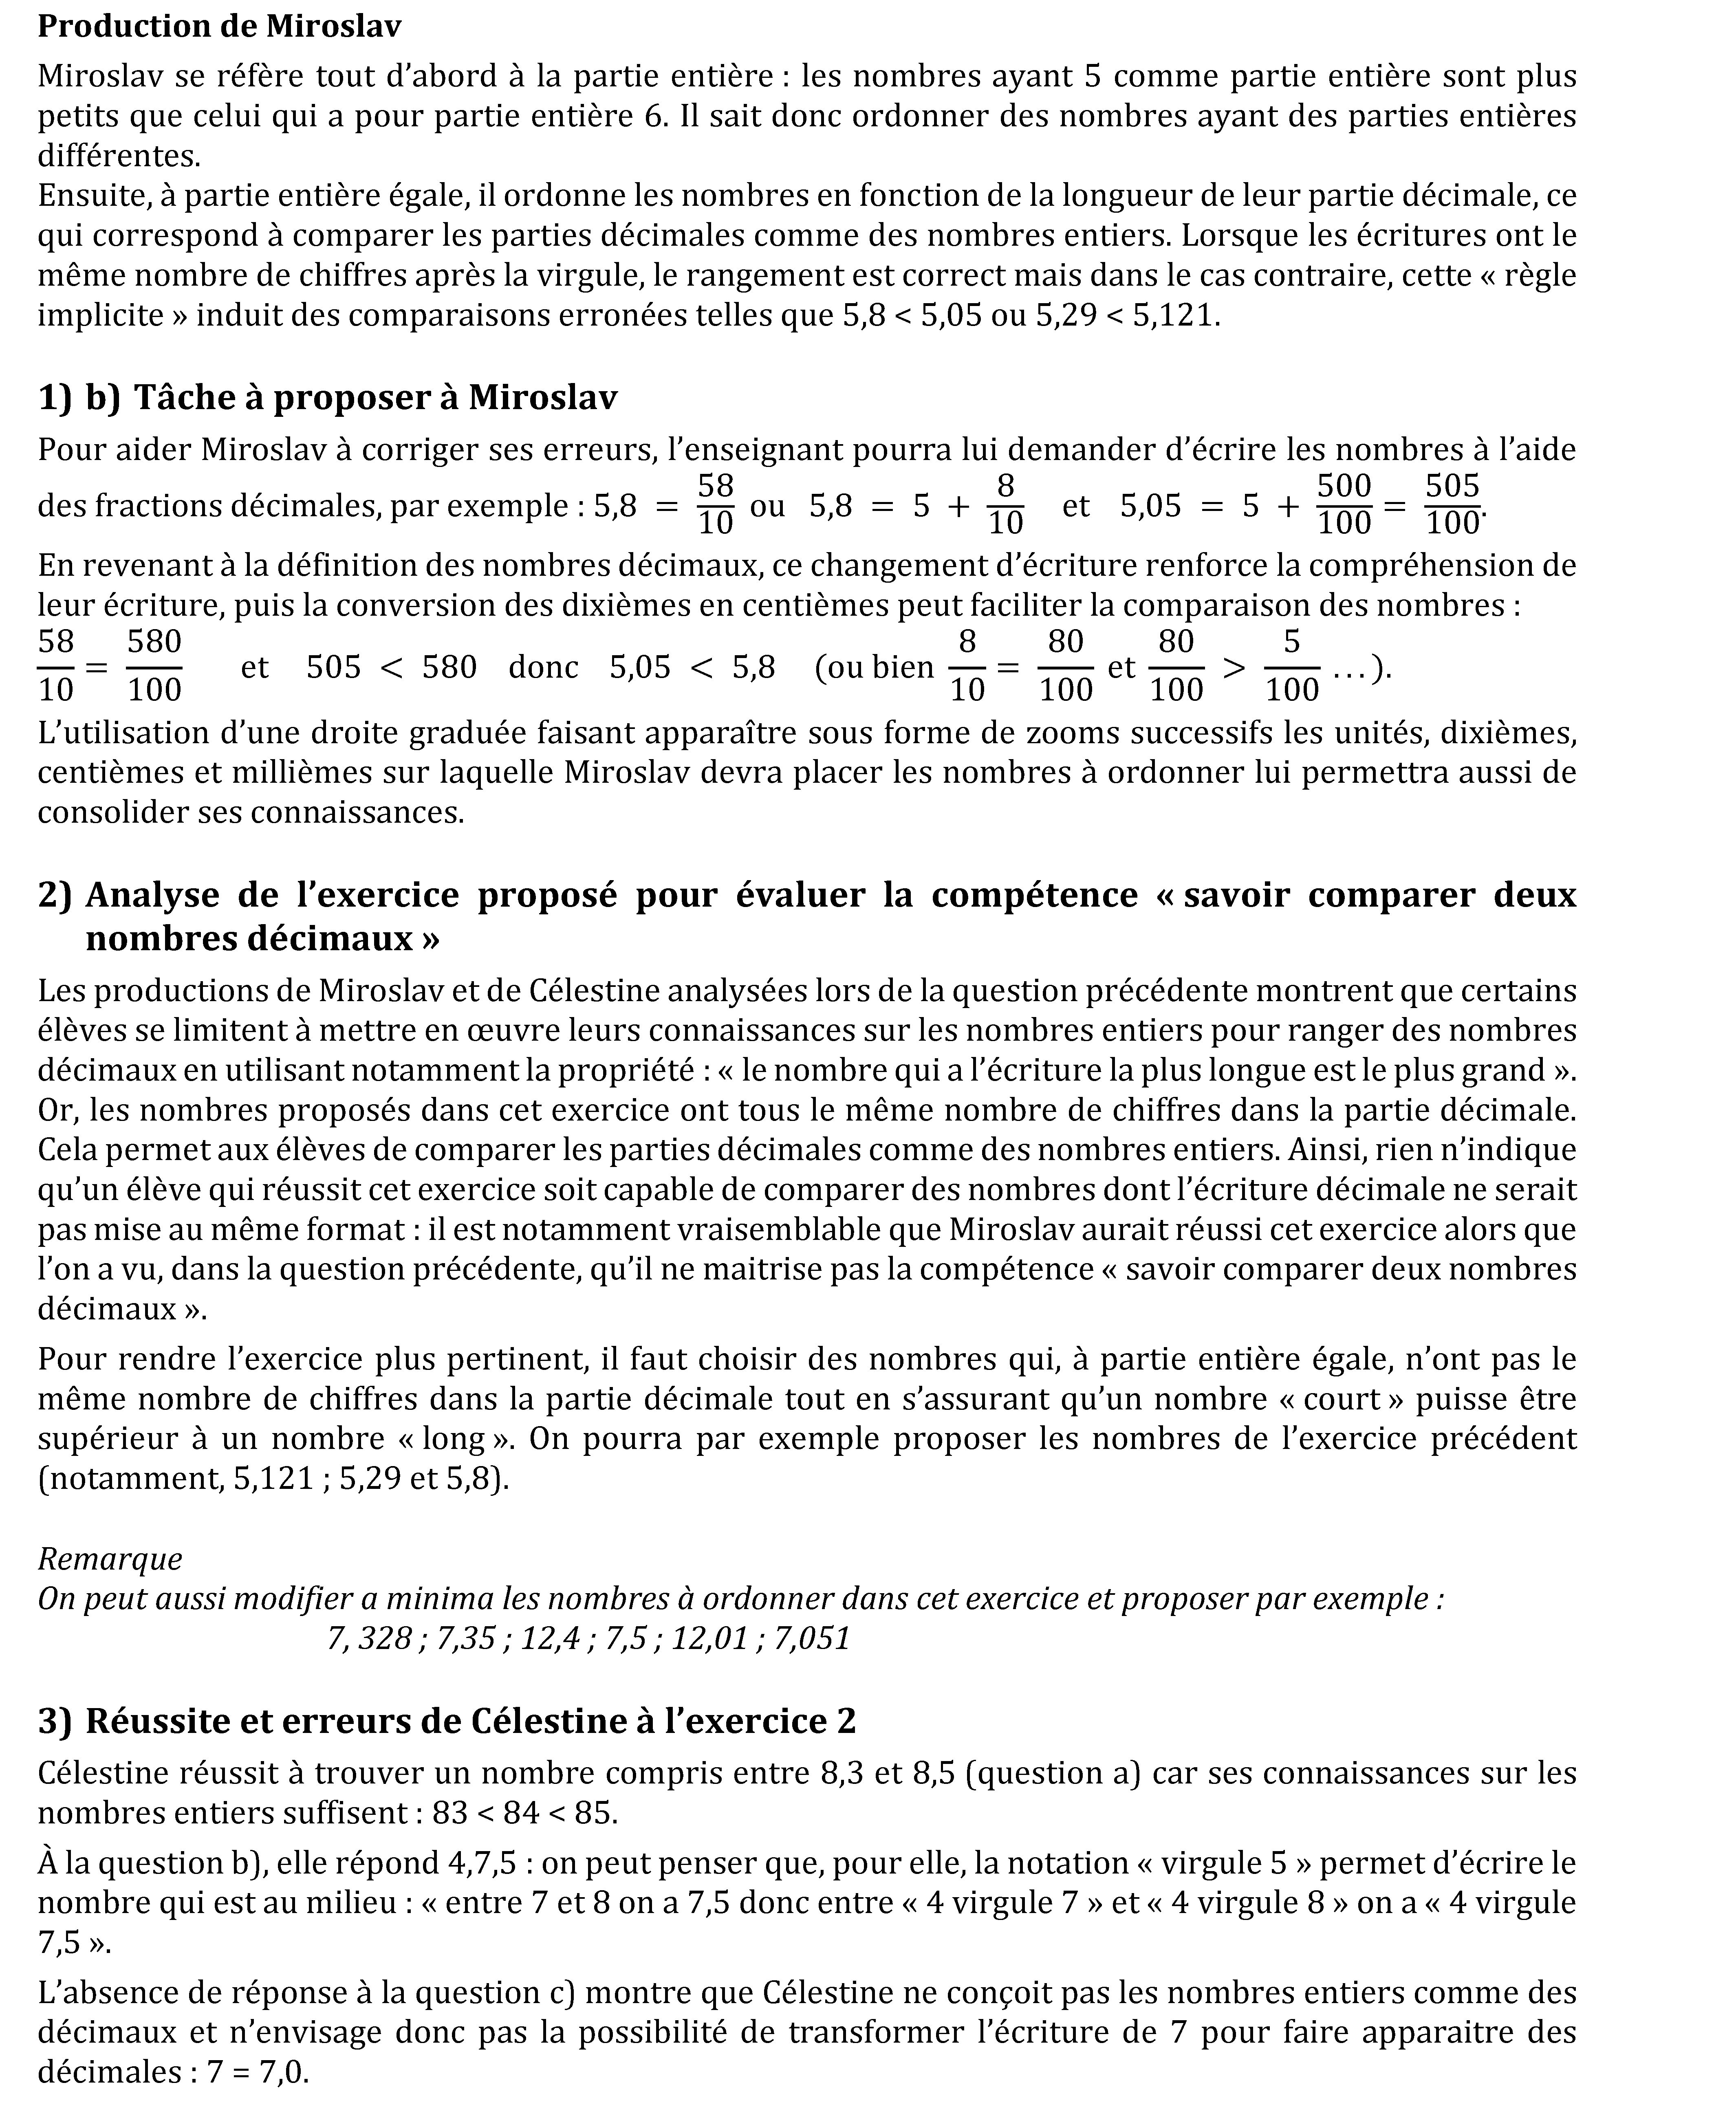 Production de Miroslav
Miroslav se réfère tout d’abord à la partie entière : les nombres ayant 5 comme partie entière sont plus
petits que celui qui a pour partie entière 6. Il sait donc ordonner des nombres ayant des parties entières
différentes.
Ensuite, à partie entière égale, il ordonne les nombres en fonction de la longueur de leur partie décimale, ce
qui correspond à comparer les parties décimales comme des nombres entiers. Lorsque les écritures ont le
même nombre de chiffres après la virgule, le rangement est correct mais dans le cas contraire, cette « règle
implicite » induit des comparaisons erronées telles que 5,8 < 5,05 ou 5,29 < 5,121.
1) b) Tâche à proposer à Miroslav
Pour aider Miroslav à corriger ses erreurs, l’enseignant pourra lui demander d’écrire les nombres à l’aide
des fractions décimales, par exemple : 5,8 = 58/10 ou 5,8 = 5 + 8/10 et 5,05 = 5 + 500/100 = 505/100.
En revenant à la définition des nombres décimaux, ce changement d’écriture renforce la compréhension de
leur écriture, puis la conversion des dixièmes en centièmes peut faciliter la comparaison des nombres :
58/10 = 580/100 et 505 < 580 donc 5,05 < 5,8 (ou bien 8/10 = 80/100 et 80/100 > 5/100 …).
L’utilisation d’une droite graduée faisant apparaître sous forme de zooms successifs les unités, dixièmes,
centièmes et millièmes sur laquelle Miroslav devra placer les nombres à ordonner lui permettra aussi de
consolider ses connaissances.
2) Analyse de l’exercice proposé pour évaluer la compétence « savoir comparer deux
nombres décimaux »
Les productions de Miroslav et de Célestine analysées lors de la question précédente montrent que certains
élèves se limitent à mettre en œuvre leurs connaissances sur les nombres entiers pour ranger des nombres
décimaux en utilisant notamment la propriété : « le nombre qui a l’écriture la plus longue est le plus grand ».
Or, les nombres proposés dans cet exercice ont tous le même nombre de chiffres dans la partie décimale.
Cela permet aux élèves de comparer les parties décimales comme des nombres entiers. Ainsi, rien n’indique
qu’un élève qui réussit cet exercice soit capable de comparer des nombres dont l’écriture décimale ne serait
pas mise au même format : il est notamment vraisemblable que Miroslav aurait réussi cet exercice alors que
l’on a vu, dans la question précédente, qu’il ne maitrise pas la compétence « savoir comparer deux nombres
décimaux ».
Pour rendre l’exercice plus pertinent, il faut choisir des nombres qui, à partie entière égale, n’ont pas le
même nombre de chiffres dans la partie décimale tout en s’assurant qu’un nombre « court » puisse être
supérieur à un nombre « long ». On pourra par exemple proposer les nombres de l’exercice précédent
(notamment, 5,121 ; 5,29 et 5,8).
Remarque
On peut aussi modifier a minima les nombres à ordonner dans cet exercice et proposer par exemple :
7, 328 ; 7,35 ; 12,4 ; 7,5 ; 12,01 ; 7,051
3) Réussite et erreurs de Célestine à l’exercice 2
Célestine réussit à trouver un nombre compris entre 8,3 et 8,5 (question a) car ses connaissances sur les
nombres entiers suffisent : 83 < 84 < 85.
À la question b), elle répond 4,7,5 : on peut penser que, pour elle, la notation « virgule 5 » permet d’écrire le
nombre qui est au milieu : « entre 7 et 8 on a 7,5 donc entre « 4 virgule 7 » et « 4 virgule 8 » on a « 4 virgule
7,5 ».
L’absence de réponse à la question c) montre que Célestine ne conçoit pas les nombres entiers comme des
décimaux et n’envisage donc pas la possibilité de transformer l’écriture de 7 pour faire apparaitre des
décimales : 7 = 7,0.